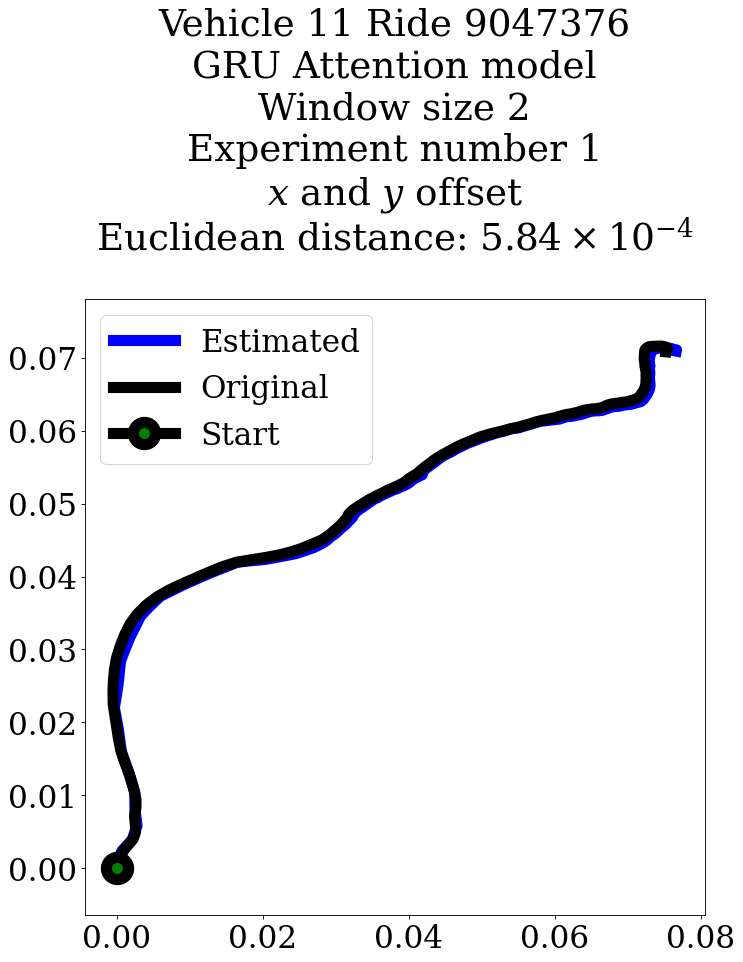 Vehicle 11 Ride 9047376
GRU Attention model
Window size 2
Experiment number 1
x and y offset
Euclidean distance: 5.84 × 10⁻⁴
Estimated
Original
Start
0.07
0.06
0.05
0.04
0.03
0.02
0.01
0.00
0.00 0.02 0.04 0.06 0.08